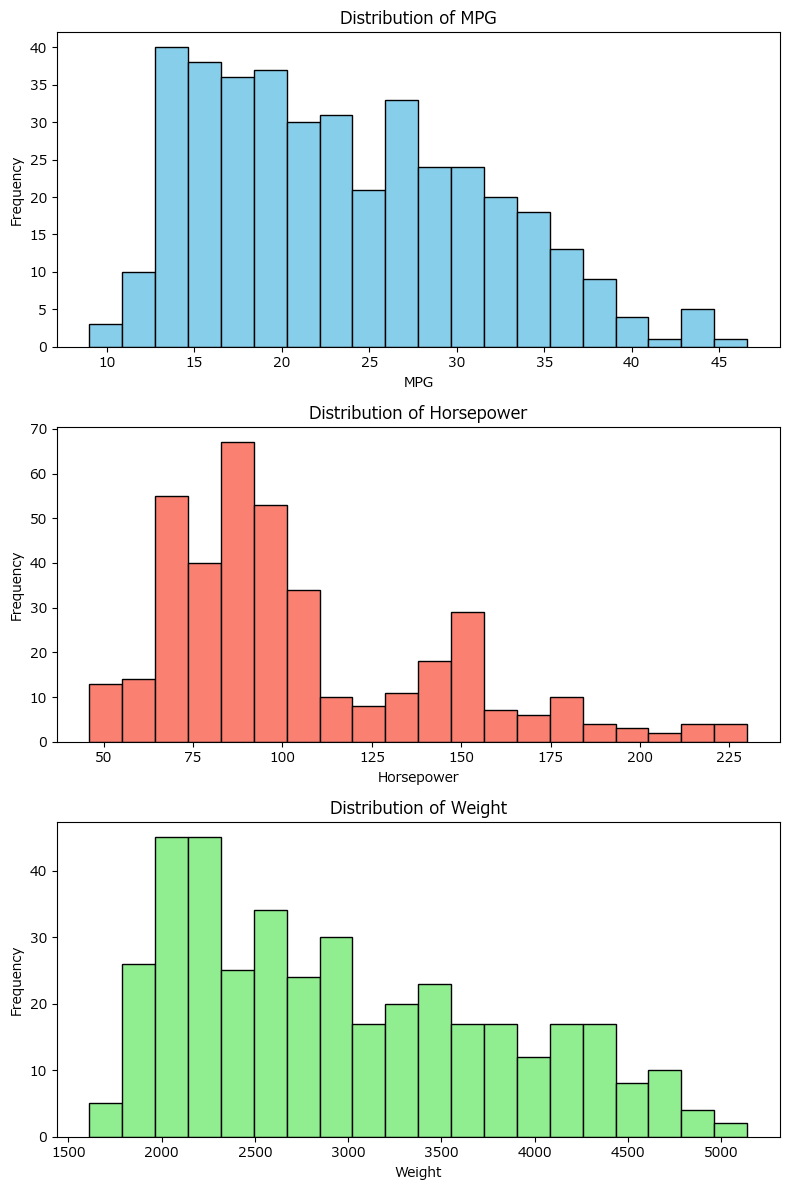 Distribution of MPG
40
35
30
25
20
15
10
5
0
Frequency
10 15 20 25 30 35 40 45
MPG
Distribution of Horsepower
70
60
50
40
30
20
10
0
Frequency
50 75 100 125 150 175 200 225
Horsepower
Distribution of Weight
40
30
20
10
0
Frequency
1500 2000 2500 3000 3500 4000 4500 5000
Weight